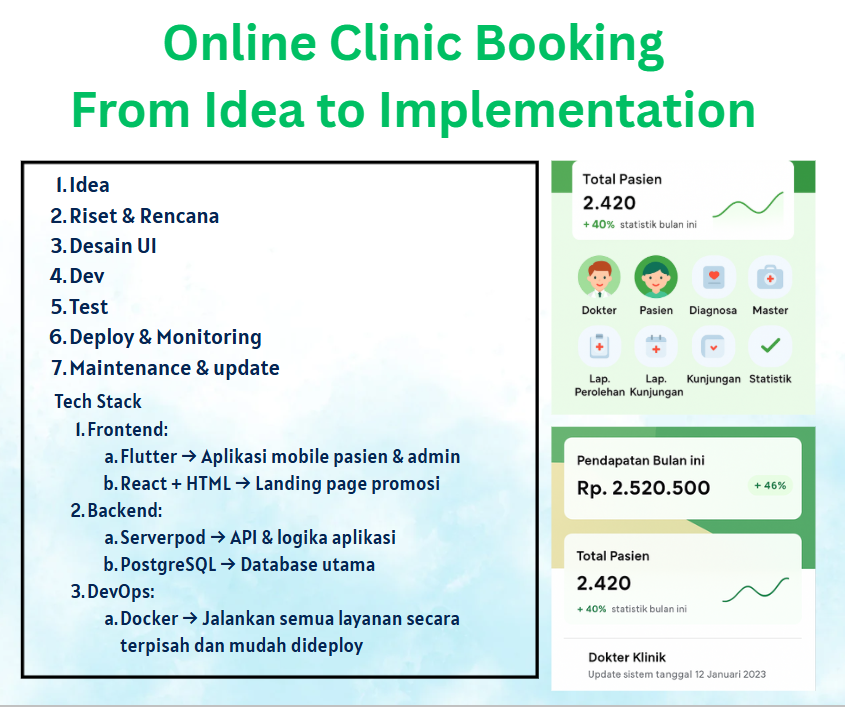 Online Clinic Booking
From Idea to Implementation
1. Idea
2. Riset & Rencana
3. Desain UI
4. Dev
5. Test
6. Deploy & Monitoring
7. Maintenance & update
Tech Stack
1. Frontend:
a. Flutter → Aplikasi mobile pasien & admin
b. React + HTML → Landing page promosi
2. Backend:
a. Serverpod → API & logika aplikasi
b. PostgreSQL → Database utama
3. DevOps:
a. Docker → Jalankan semua layanan secara
terpisah dan mudah dideploy
Total Pasien
2.420
+ 40% statistik bulan ini
Dokter Pasien Diagnosa Master
Lap. Perolehan Lap. Kunjungan Kunjungan Statistik
Pendapatan Bulan ini
Rp. 2.520.500 + 46%
Total Pasien
2.420
+ 40% statistik bulan ini
Dokter Klinik
Update sistem tanggal 12 Januari 2023